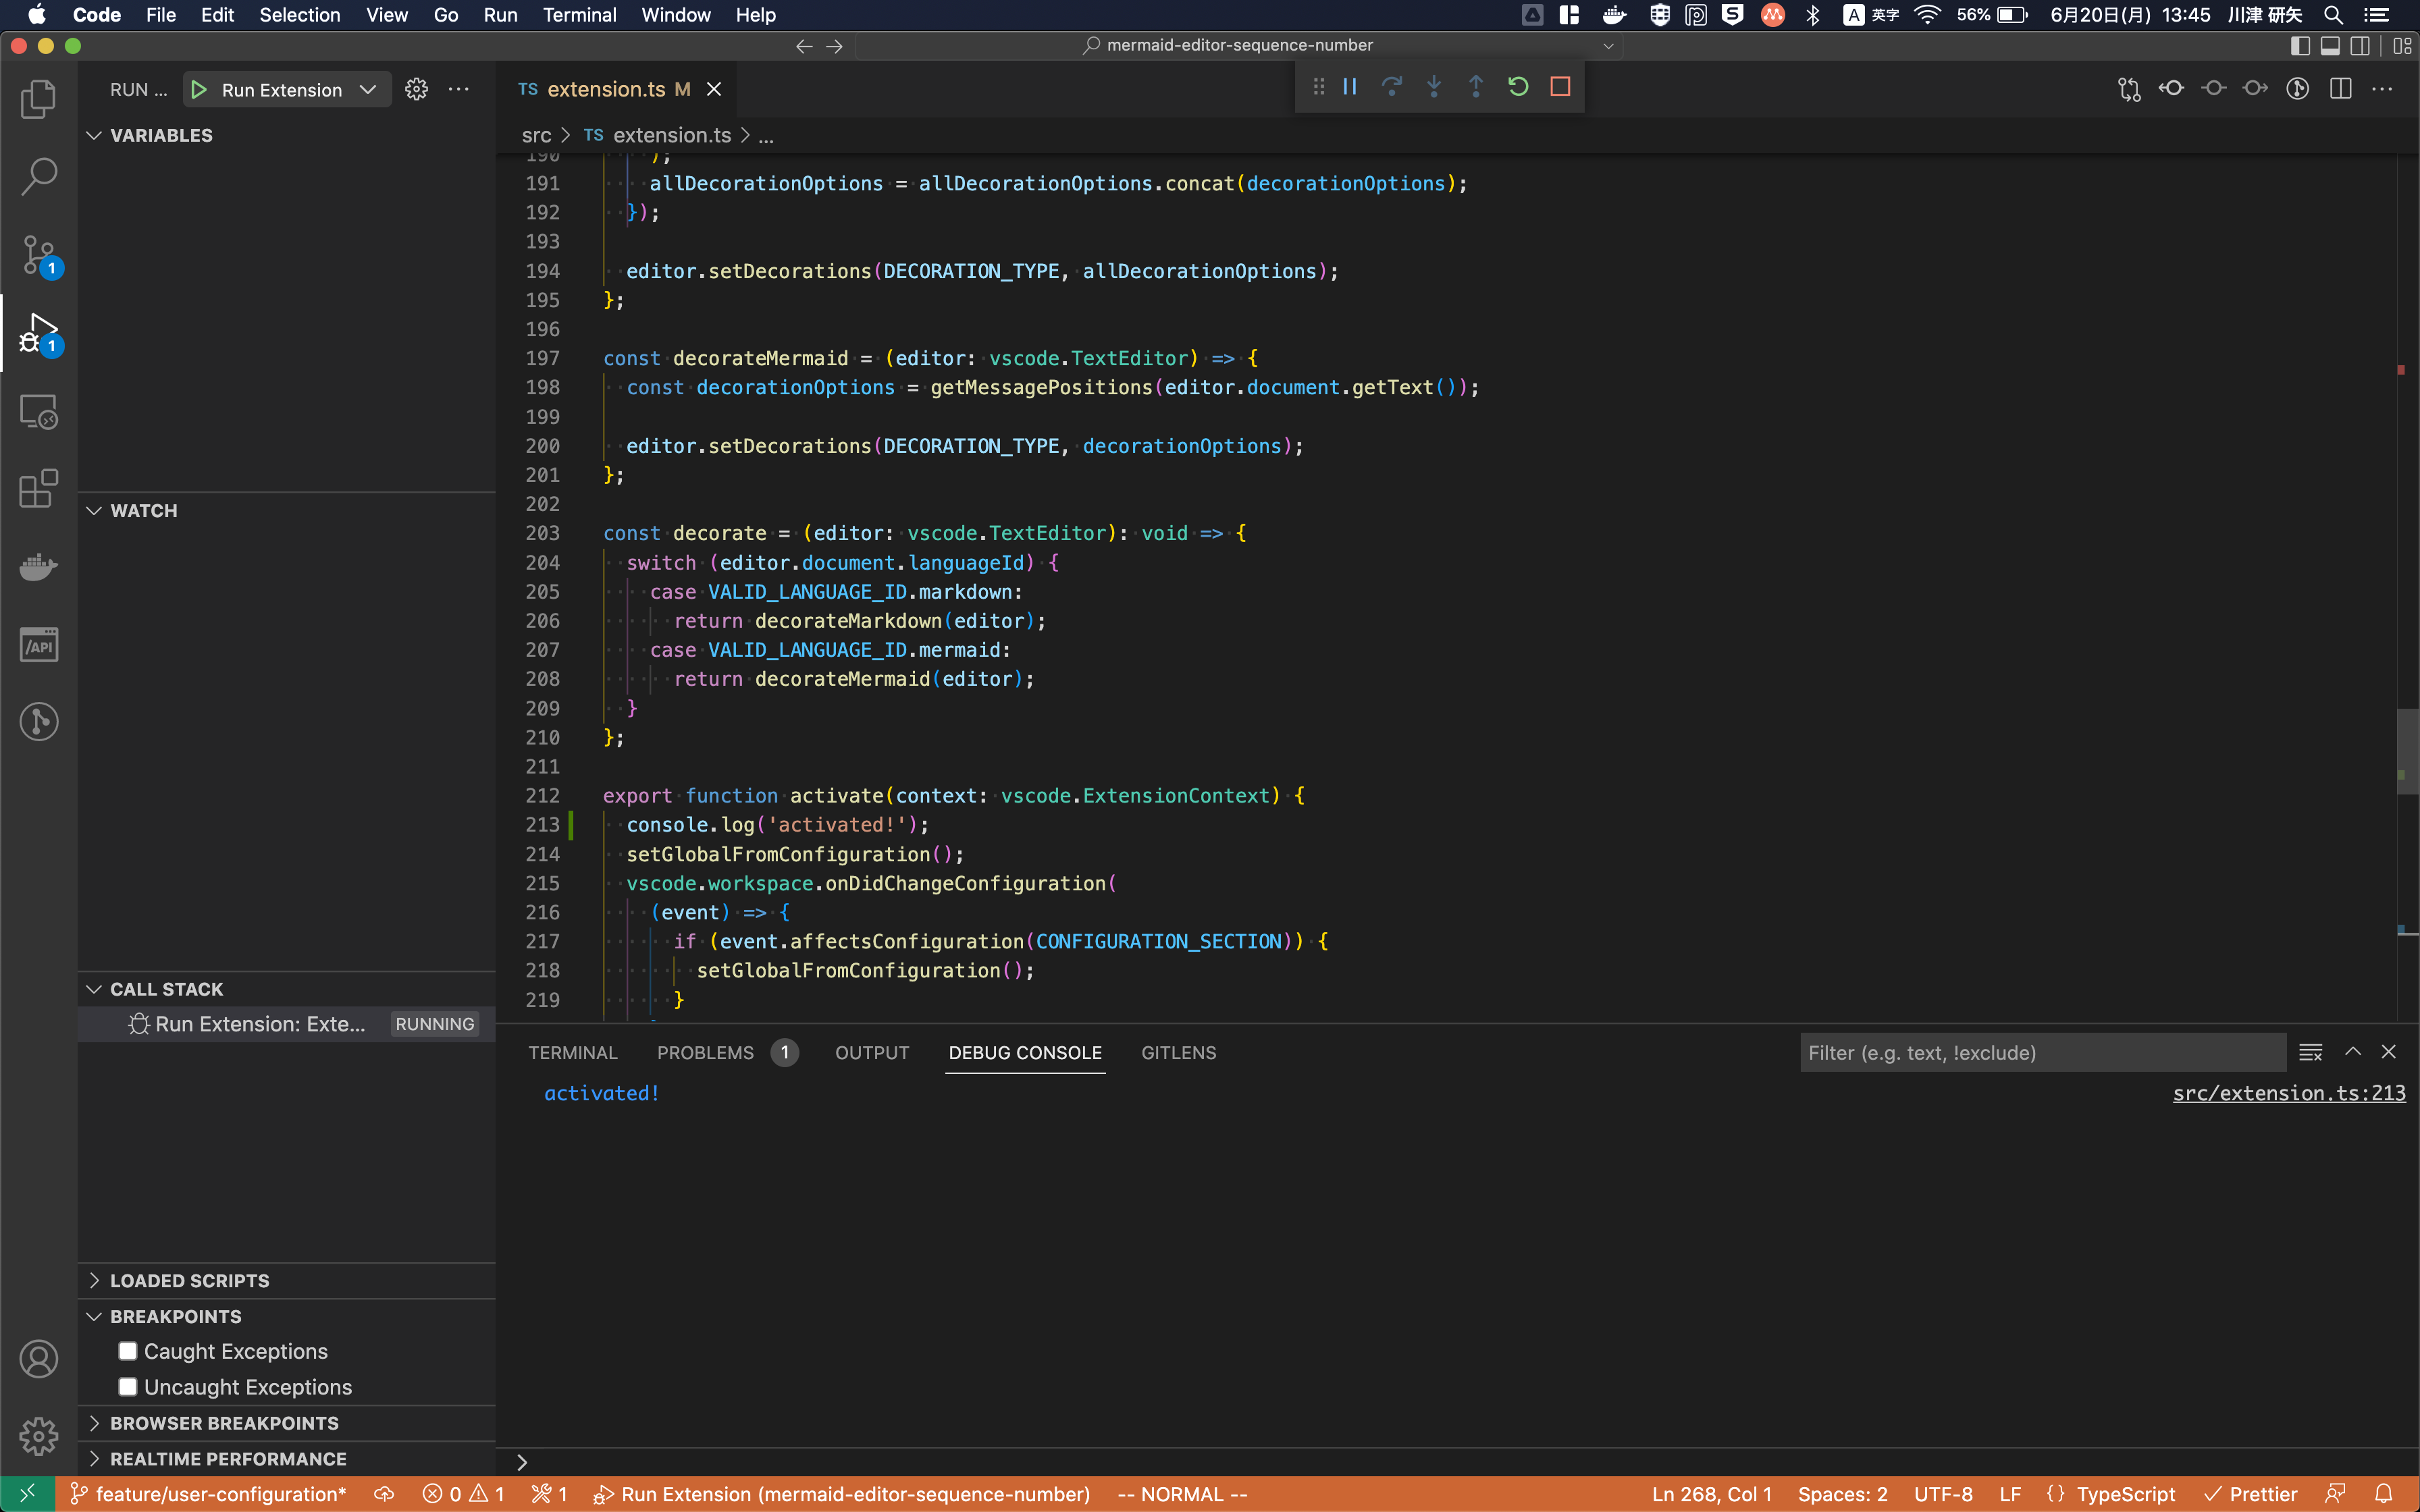 Code File Edit Selection View Go Run Terminal Window Help A 英字 56% 6月20日(月) 13:45 川津 研矢
mermaid-editor-sequence-number
RUN ... Run Extension ...
TS extension.ts M
src > TS extension.ts > ...
VARIABLES
190 );
191 allDecorationOptions = allDecorationOptions.concat(decorationOptions);
192 });
193
194 editor.setDecorations(DECORATION_TYPE, allDecorationOptions);
195 };
196
197 const decorateMermaid = (editor: vscode.TextEditor) => {
198 const decorationOptions = getMessagePositions(editor.document.getText());
199
200 editor.setDecorations(DECORATION_TYPE, decorationOptions);
201 };
202
203 const decorate = (editor: vscode.TextEditor): void => {
204 switch (editor.document.languageId) {
205 case VALID_LANGUAGE_ID.markdown:
206 return decorateMarkdown(editor);
207 case VALID_LANGUAGE_ID.mermaid:
208 return decorateMermaid(editor);
209 }
210 };
211
212 export function activate(context: vscode.ExtensionContext) {
213 console.log('activated!');
214 setGlobalFromConfiguration();
215 vscode.workspace.onDidChangeConfiguration(
216 (event) => {
217 if (event.affectsConfiguration(CONFIGURATION_SECTION)) {
218 setGlobalFromConfiguration();
219 }
1
1
/API
WATCH
CALL STACK
Run Extension: Exte... RUNNING
LOADED SCRIPTS
BREAKPOINTS
Caught Exceptions
Uncaught Exceptions
BROWSER BREAKPOINTS
REALTIME PERFORMANCE
TERMINAL PROBLEMS 1 OUTPUT DEBUG CONSOLE GITLENS Filter (e.g. text, !exclude)
activated! src/extension.ts:213
>
feature/user-configuration* 0 1 1 Run Extension (mermaid-editor-sequence-number) -- NORMAL -- Ln 268, Col 1 Spaces: 2 UTF-8 LF {} TypeScript Prettier